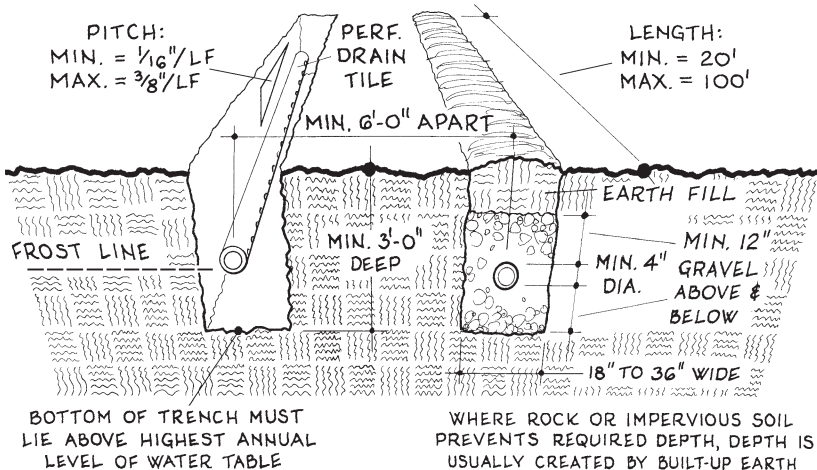 PITCH:
MIN. = 1/16"/LF
MAX. = 3/8"/LF
PERF.
DRAIN
TILE
LENGTH:
MIN. = 20'
MAX. = 100'
MIN. 6'-0" APART
EARTH FILL
FROST LINE
MIN. 3'-0"
DEEP
MIN. 4"
DIA.
MIN. 12"
GRAVEL
ABOVE &
BELOW
18" TO 36" WIDE
BOTTOM OF TRENCH MUST
LIE ABOVE HIGHEST ANNUAL
LEVEL OF WATER TABLE
WHERE ROCK OR IMPERVIOUS SOIL
PREVENTS REQUIRED DEPTH, DEPTH IS
USUALLY CREATED BY BUILT-UP EARTH